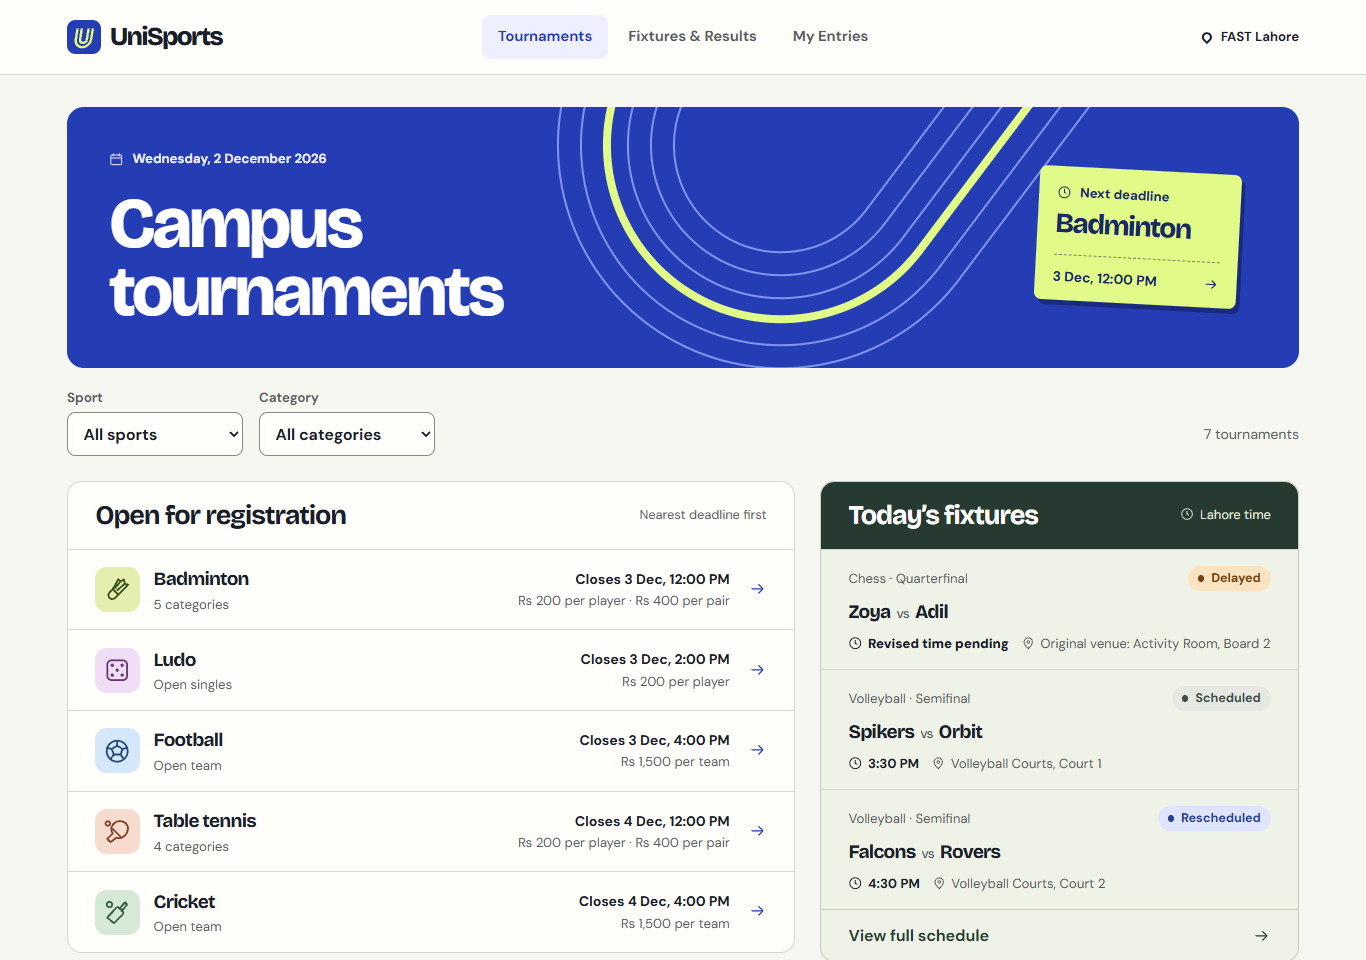 UniSports
Tournaments
Fixtures & Results
My Entries
FAST Lahore
Wednesday, 2 December 2026
Campus
tournaments
Next deadline
Badminton
3 Dec, 12:00 PM
Sport
Category
All sports
All categories
7 tournaments
Open for registration
Nearest deadline first
Badminton
5 categories
Closes 3 Dec, 12:00 PM
Rs 200 per player · Rs 400 per pair
Ludo
Open singles
Closes 3 Dec, 2:00 PM
Rs 200 per player
Football
Open team
Closes 3 Dec, 4:00 PM
Rs 1,500 per team
Table tennis
4 categories
Closes 4 Dec, 12:00 PM
Rs 200 per player · Rs 400 per pair
Cricket
Open team
Closes 4 Dec, 4:00 PM
Rs 1,500 per team
Today's fixtures
Lahore time
Chess · Quarterfinal
Delayed
Zoya vs Adil
Revised time pending
Original venue: Activity Room, Board 2
Volleyball · Semifinal
Scheduled
Spikers vs Orbit
3:30 PM
Volleyball Courts, Court 1
Volleyball · Semifinal
Rescheduled
Falcons vs Rovers
4:30 PM
Volleyball Courts, Court 2
View full schedule